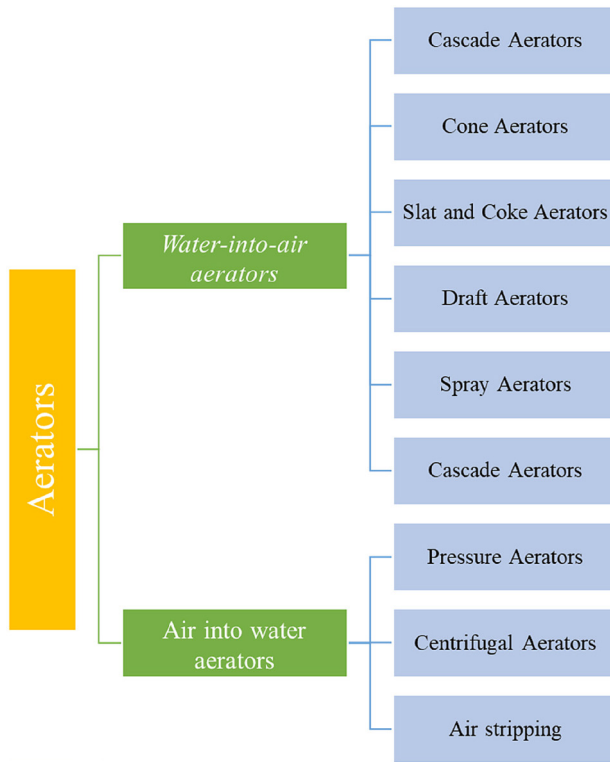 Aerators
Water-into-air
aerators
Cascade Aerators
Cone Aerators
Slat and Coke Aerators
Draft Aerators
Spray Aerators
Cascade Aerators
Air into water
aerators
Pressure Aerators
Centrifugal Aerators
Air stripping